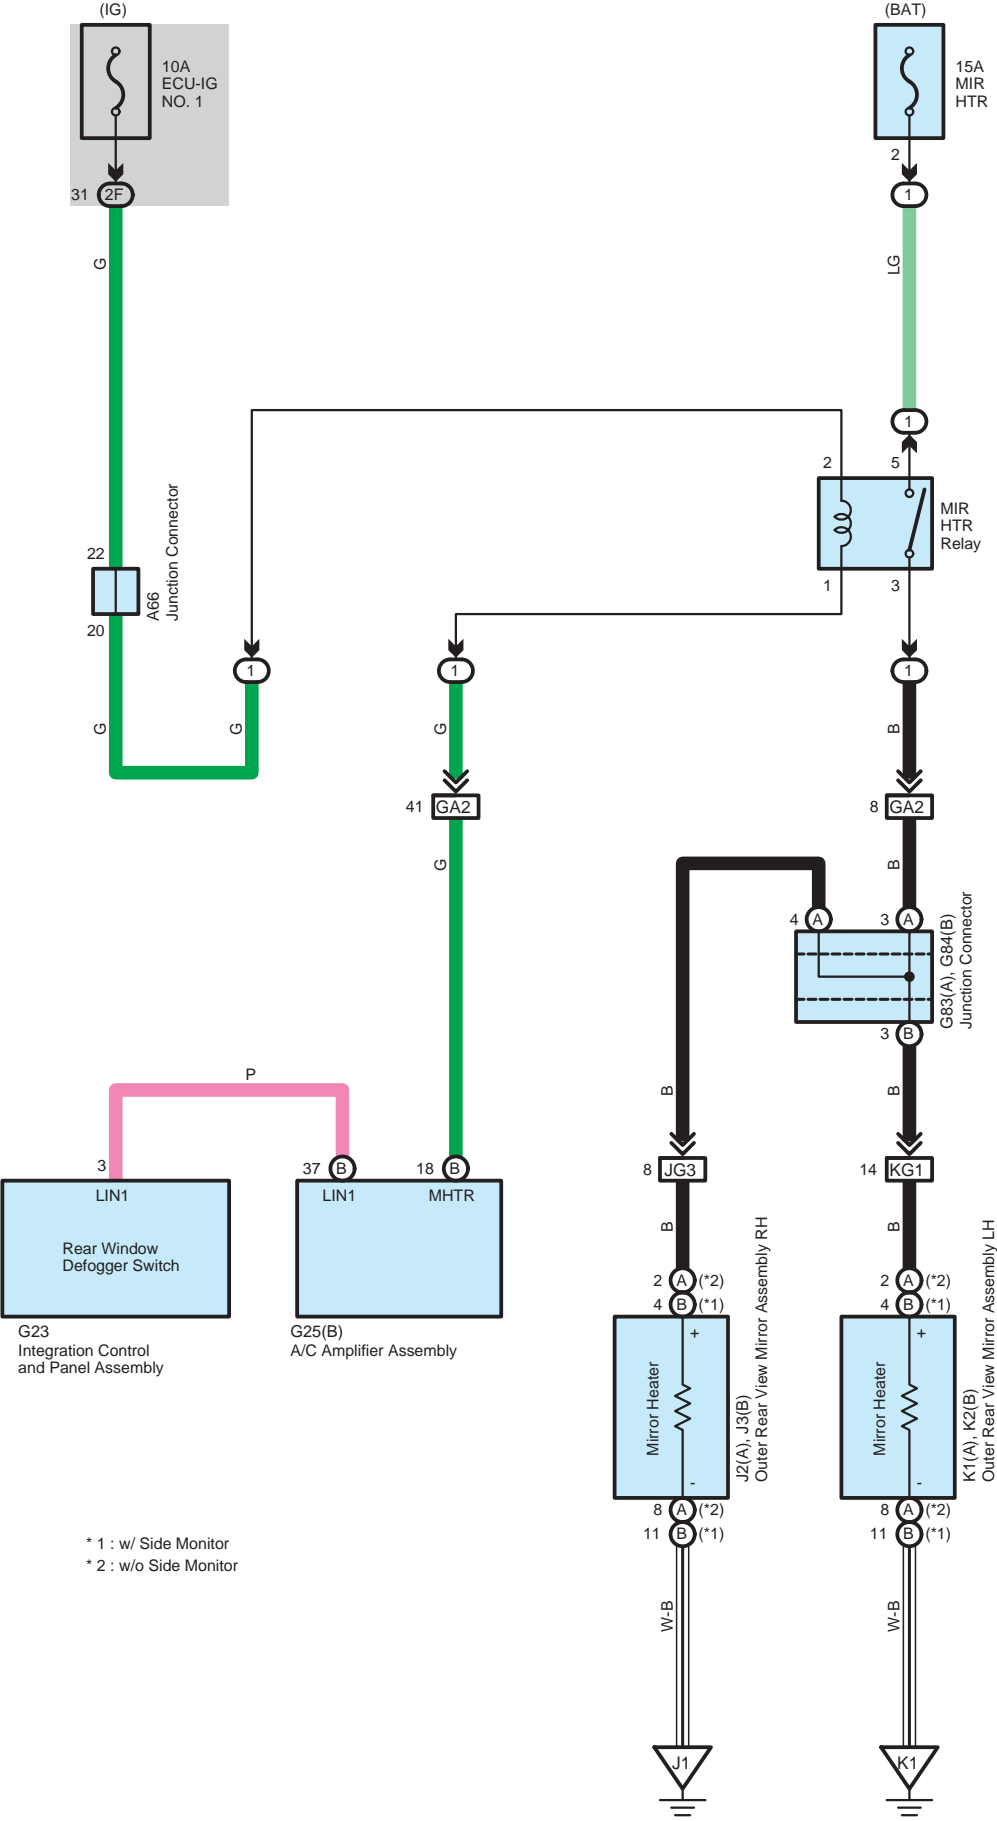 (IG)
(BAT)
10A
ECU-IG
NO. 1
15A
MIR
HTR
2
31
2F
1
G
LG
1
2
5
MIR
HTR
Relay
22
A66
Junction Connector
1
3
20
1
1
1
G
G
G
B
41
GA2
8
GA2
G
B
4
A
3
A
G83(A), G84(B)
Junction Connector
3
B
P
B
B
3
37
B
18
B
8
JG3
14
KG1
LIN1
LIN1
MHTR
B
B
Rear Window
Defogger Switch
2
A
(*2)
2
A
(*2)
4
B
(*1)
4
B
(*1)
G23
Integration Control
and Panel Assembly
G25(B)
A/C Amplifier Assembly
+
+
Mirror Heater
J2(A), J3(B)
Outer Rear View Mirror Assembly RH
Mirror Heater
K1(A), K2(B)
Outer Rear View Mirror Assembly LH
-
-
8
A
(*2)
8
A
(*2)
11
B
(*1)
11
B
(*1)
* 1 : w/ Side Monitor
* 2 : w/o Side Monitor
W-B
W-B
J1
K1